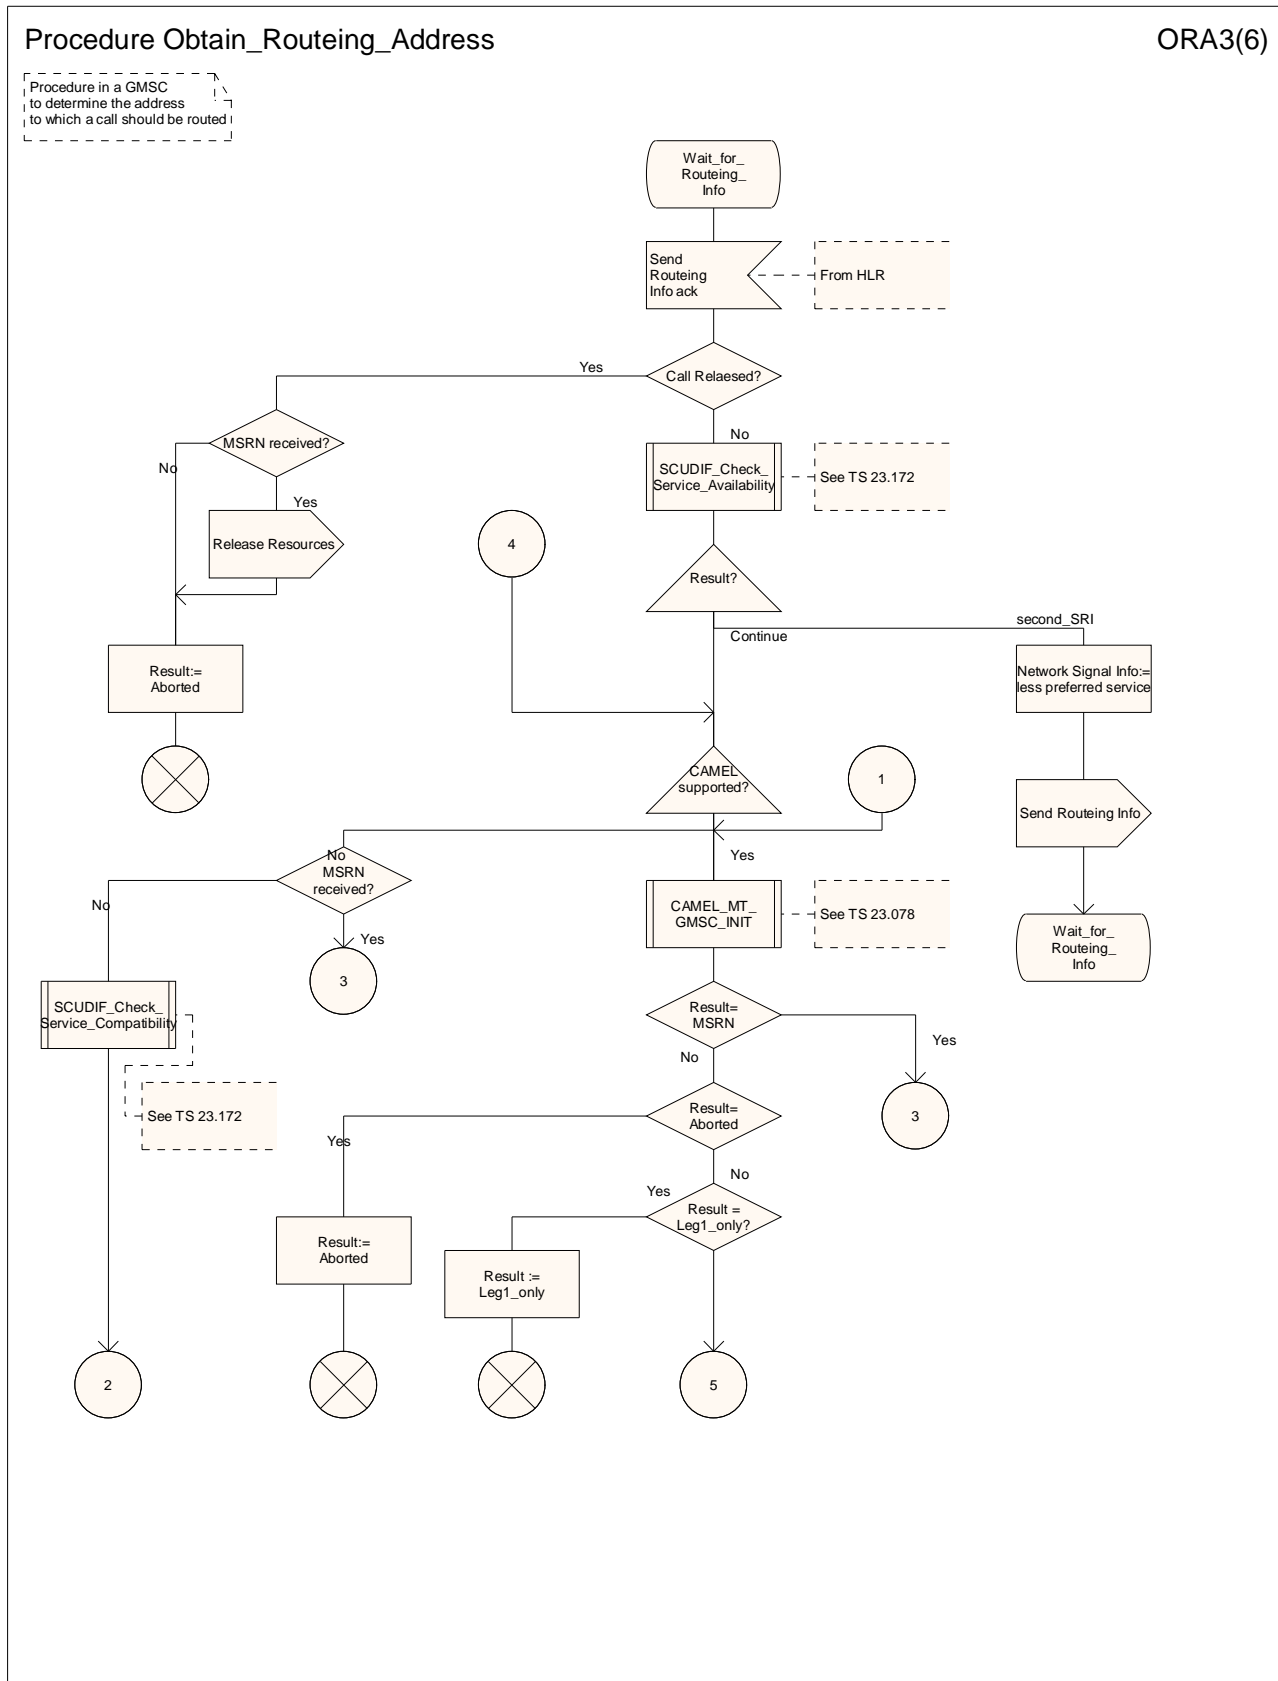 Procedure Obtain_Routeing_Address
ORA3(6)
Procedure in a GMSC
to determine the address
to which a call should be routed
Wait_for_
Routeing_
Info
Send
Routeing
Info ack
From HLR
Call Relaesed?
Yes
No
MSRN received?
No
Yes
SCUDIF_Check_
Service_Availability
See TS 23.172
Release Resources
4
Result?
second_SRI
Continue
Result:=
Aborted
Network Signal Info:=
less preferred service
CAMEL
supported?
1
Send Routeing Info
No
Yes
MSRN
received?
No
Yes
CAMEL_MT_
GMSC_INIT
See TS 23.078
Wait_for_
Routeing_
Info
3
SCUDIF_Check_
Service_Compatibility
Result=
MSRN
Yes
No
See TS 23.172
Result=
Aborted
3
Yes
No
Yes
Result =
Leg1_only?
Result:=
Aborted
Result :=
Leg1_only
2
5